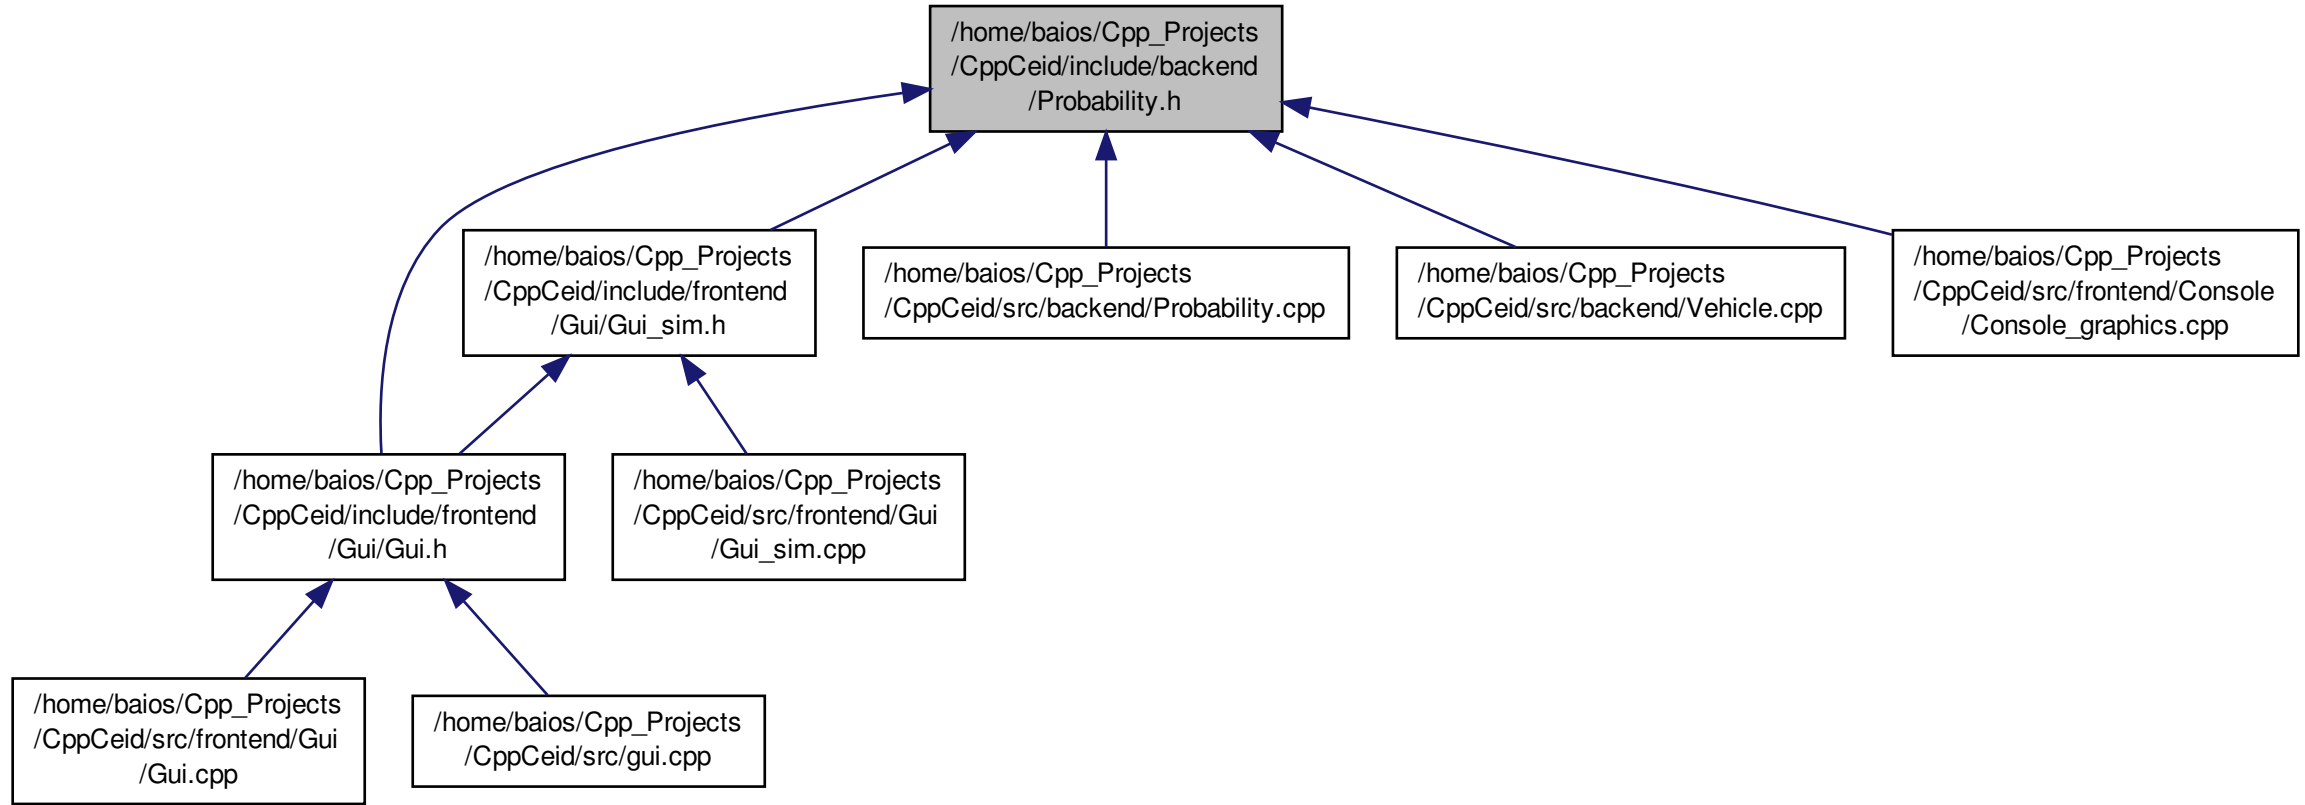 /home/baios/Cpp_Projects
/CppCeid/include/backend
/Probability.h
/home/baios/Cpp_Projects
/CppCeid/include/frontend
/Gui/Gui_sim.h
/home/baios/Cpp_Projects
/CppCeid/src/backend/Probability.cpp
/home/baios/Cpp_Projects
/CppCeid/src/backend/Vehicle.cpp
/home/baios/Cpp_Projects
/CppCeid/src/frontend/Console
/Console_graphics.cpp
/home/baios/Cpp_Projects
/CppCeid/include/frontend
/Gui/Gui.h
/home/baios/Cpp_Projects
/CppCeid/src/frontend/Gui
/Gui_sim.cpp
/home/baios/Cpp_Projects
/CppCeid/src/frontend/Gui
/Gui.cpp
/home/baios/Cpp_Projects
/CppCeid/src/gui.cpp